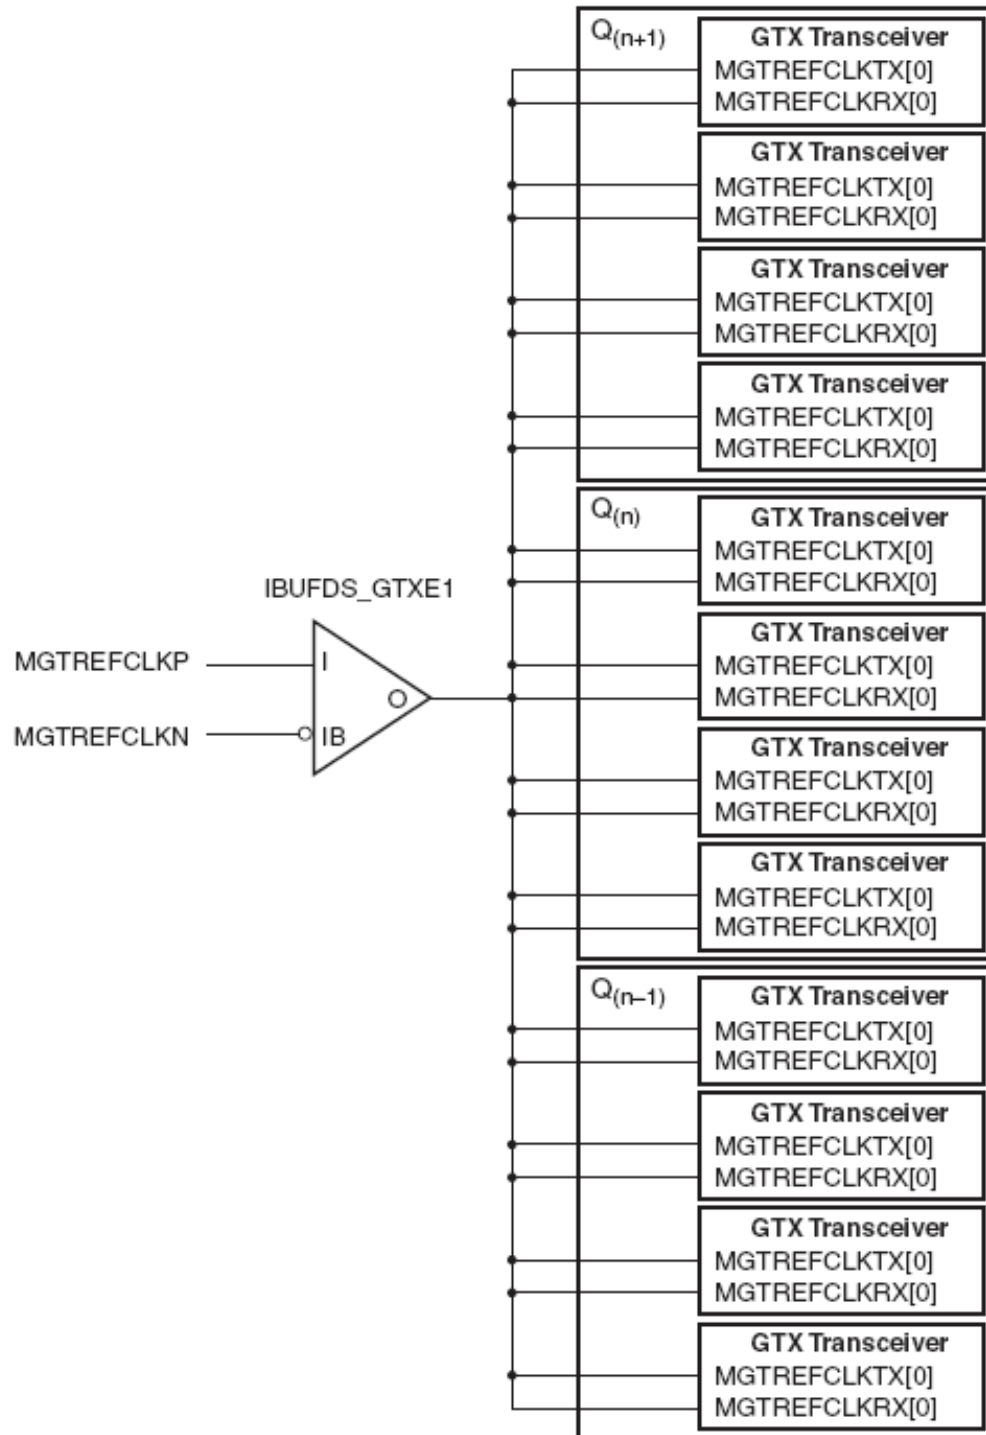 Q(n+1)
GTX Transceiver
MGTREFCLKTX[0]
MGTREFCLKRX[0]
GTX Transceiver
MGTREFCLKTX[0]
MGTREFCLKRX[0]
GTX Transceiver
MGTREFCLKTX[0]
MGTREFCLKRX[0]
GTX Transceiver
MGTREFCLKTX[0]
MGTREFCLKRX[0]
IBUFDS_GTXE1
MGTREFCLKP
I
O
MGTREFCLKN
IB
Q(n)
GTX Transceiver
MGTREFCLKTX[0]
MGTREFCLKRX[0]
GTX Transceiver
MGTREFCLKTX[0]
MGTREFCLKRX[0]
GTX Transceiver
MGTREFCLKTX[0]
MGTREFCLKRX[0]
GTX Transceiver
MGTREFCLKTX[0]
MGTREFCLKRX[0]
Q(n–1)
GTX Transceiver
MGTREFCLKTX[0]
MGTREFCLKRX[0]
GTX Transceiver
MGTREFCLKTX[0]
MGTREFCLKRX[0]
GTX Transceiver
MGTREFCLKTX[0]
MGTREFCLKRX[0]
GTX Transceiver
MGTREFCLKTX[0]
MGTREFCLKRX[0]